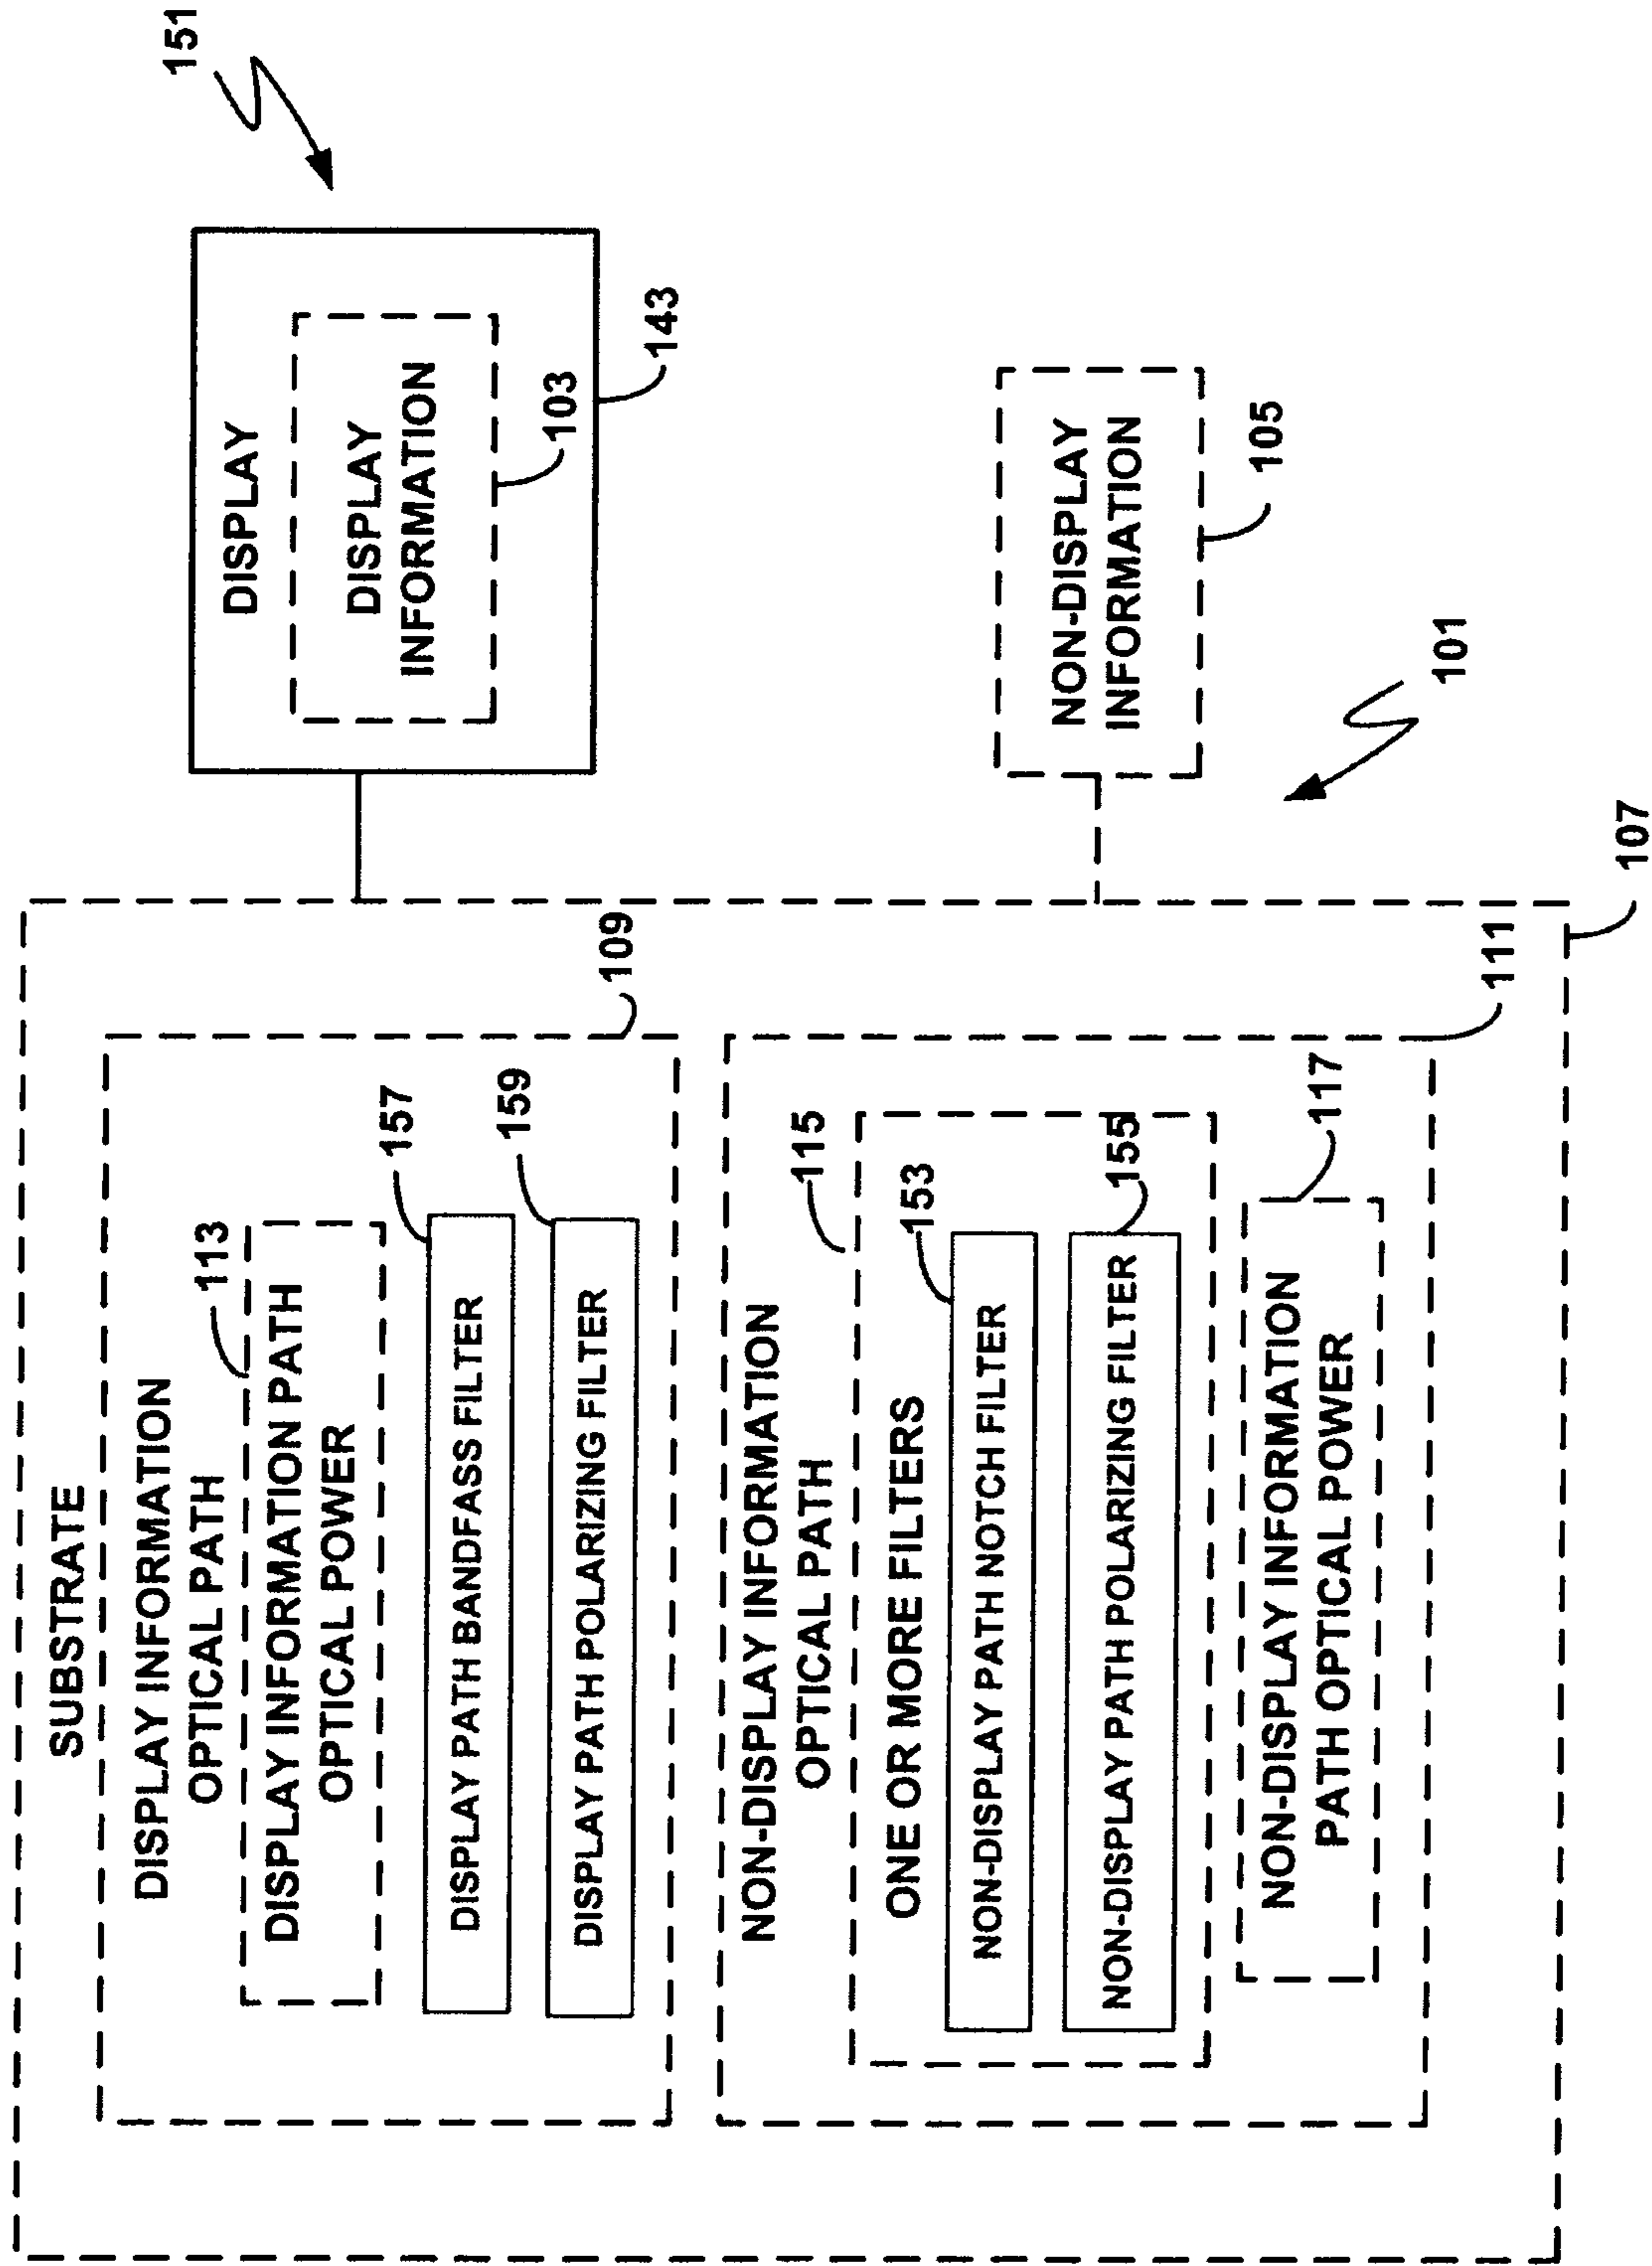 SUBSTRATE
DISPLAY INFORMATION
OPTICAL PATH
109
113
DISPLAY INFORMATION PATH
OPTICAL POWER
157
DISPLAY PATH BANDFASS FILTER
159
DISPLAY PATH POLARIZING FILTER
NON-DISPLAY INFORMATION
OPTICAL PATH
111
115
ONE OR MORE FILTERS
153
NON-DISPLAY PATH NOTCH FILTER
155
NON-DISPLAY PATH POLARIZING FILTER
117
NON-DISPLAY INFORMATION
PATH OPTICAL POWER
107
151
DISPLAY
DISPLAY
INFORMATION
103
143
NON-DISPLAY
INFORMATION
105
101